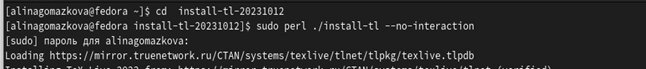 [alinagomazkova@fedora ~]$ cd  install-tl-20231012
[alinagomazkova@fedora install-tl-20231012]$ sudo perl ./install-tl --no-interaction
[sudo] пароль для alinagomazkova:
Loading https://mirror.truenetwork.ru/CTAN/systems/texlive/tlnet/tlpkg/texlive.tlpdb